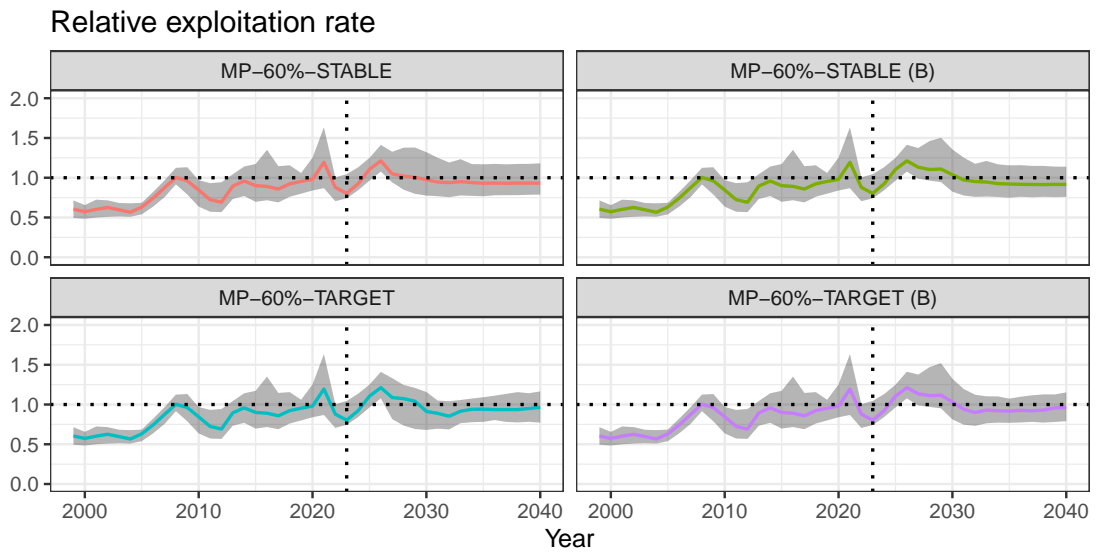 Relative exploitation rate
MP−60%−STABLE
MP−60%−STABLE (B)
2.0
1.5
1.0
0.5
0.0
MP−60%−TARGET
MP−60%−TARGET (B)
2.0
1.5
1.0
0.5
0.0
2000 2010 2020 2030 2040
2000 2010 2020 2030 2040
Year